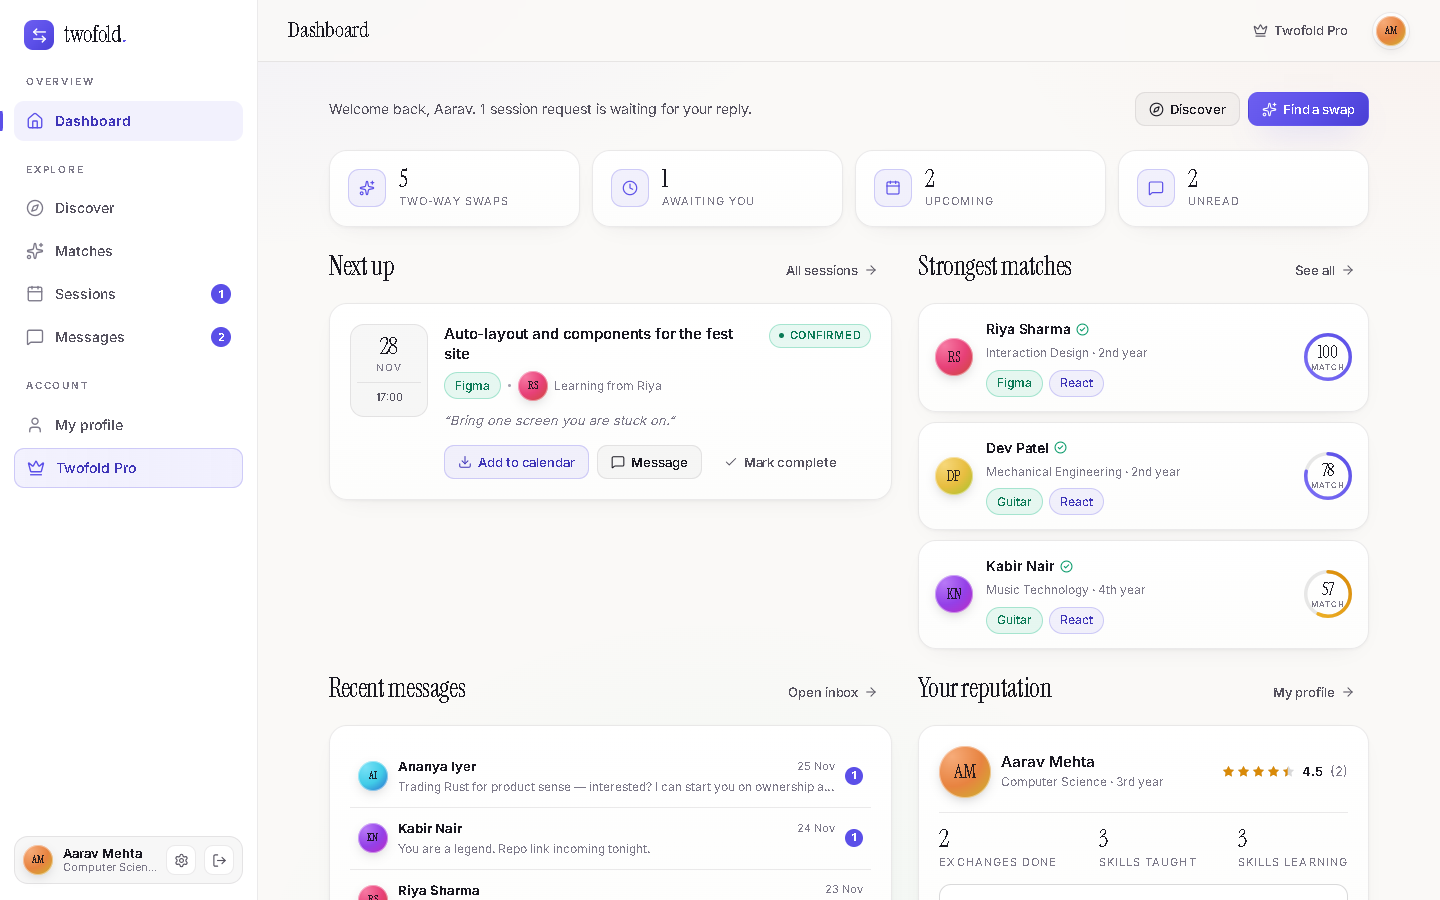 twofold.
OVERVIEW
Dashboard
EXPLORE
Discover
Matches
Sessions
1
Messages
2
ACCOUNT
My profile
Twofold Pro
AM
Aarav Mehta
Computer Scien...
Dashboard
Twofold Pro
AM
Welcome back, Aarav. 1 session request is waiting for your reply.
Discover
Find a swap
5
TWO-WAY SWAPS
1
AWAITING YOU
2
UPCOMING
2
UNREAD
Next up
All sessions
28
NOV
17:00
Auto-layout and components for the fest
site
CONFIRMED
Figma • RS Learning from Riya
“Bring one screen you are stuck on.”
Add to calendar
Message
Mark complete
Strongest matches
See all
RS
Riya Sharma
Interaction Design · 2nd year
Figma
React
100
MATCH
DP
Dev Patel
Mechanical Engineering · 2nd year
Guitar
React
78
MATCH
KN
Kabir Nair
Music Technology · 4th year
Guitar
React
57
MATCH
Recent messages
Open inbox
AI
Ananya Iyer
25 Nov
Trading Rust for product sense — interested? I can start you on ownership a...
1
KN
Kabir Nair
24 Nov
You are a legend. Repo link incoming tonight.
1
RS
Riya Sharma
23 Nov
Your reputation
My profile
AM
Aarav Mehta
Computer Science · 3rd year
4.5 (2)
2
EXCHANGES DONE
3
SKILLS TAUGHT
3
SKILLS LEARNING